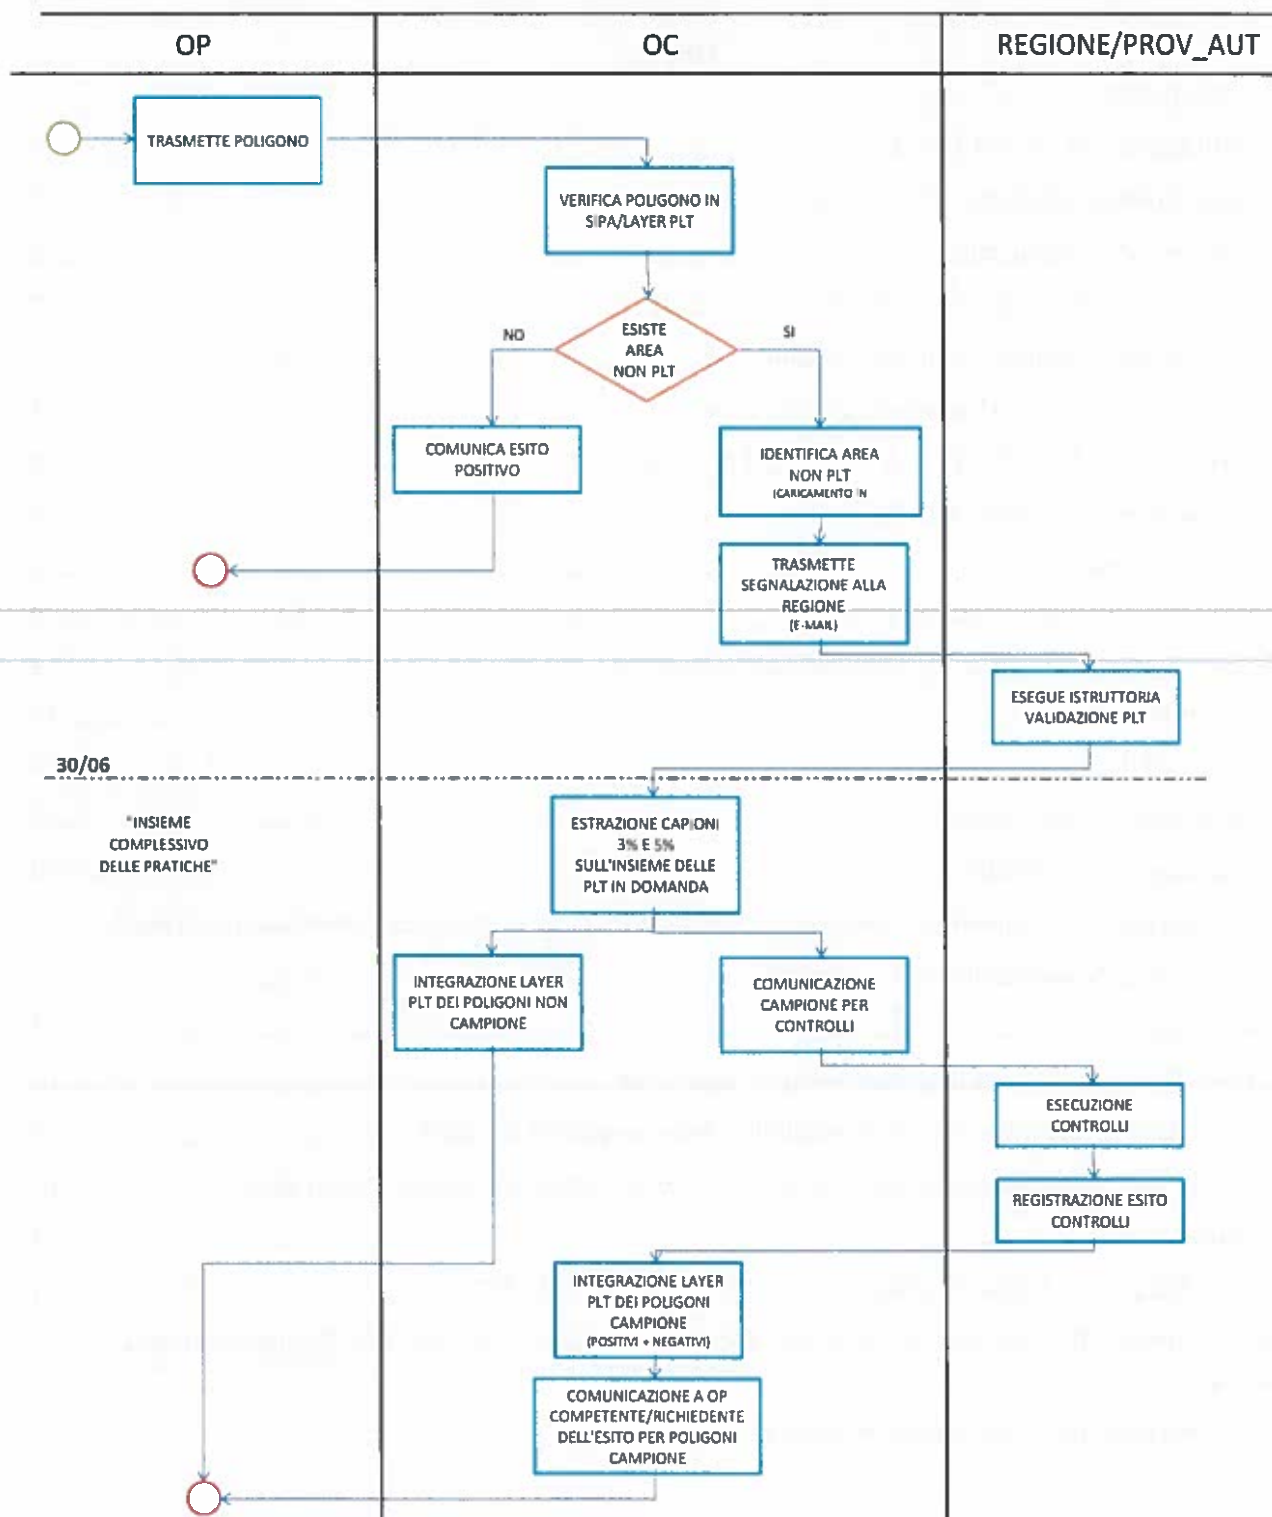 OP
OC
REGIONE/PROV_AUT
TRASMETTE POLIGONO
VERIFICA POLIGONO IN
SIPA/LAYER PLT
ESISTE
AREA
NON PLT
NO
SI
COMUNICA ESITO
POSITIVO
IDENTIFICA AREA
NON PLT
(CARICAMENTO IN
TRASMETTE
SEGNALAZIONE ALLA
REGIONE
(E-MAIL)
ESEGUE ISTRUTTORIA
VALIDAZIONE PLT
30/06
"INSIEME
COMPLESSIVO
DELLE PRATICHE"
ESTRAZIONE CAPIONI
3% E 5%
SULL'INSIEME DELLE
PLT IN DOMANDA
INTEGRAZIONE LAYER
PLT DEI POLIGONI NON
CAMPIONE
COMUNICAZIONE
CAMPIONE PER
CONTROLLI
ESECUZIONE
CONTROLLI
REGISTRAZIONE ESITO
CONTROLLI
INTEGRAZIONE LAYER
PLT DEI POLIGONI
CAMPIONE
(POSITIVI + NEGATIVI)
COMUNICAZIONE A OP
COMPETENTE/RICHIEDENTE
DELL'ESITO PER POLIGONI
CAMPIONE